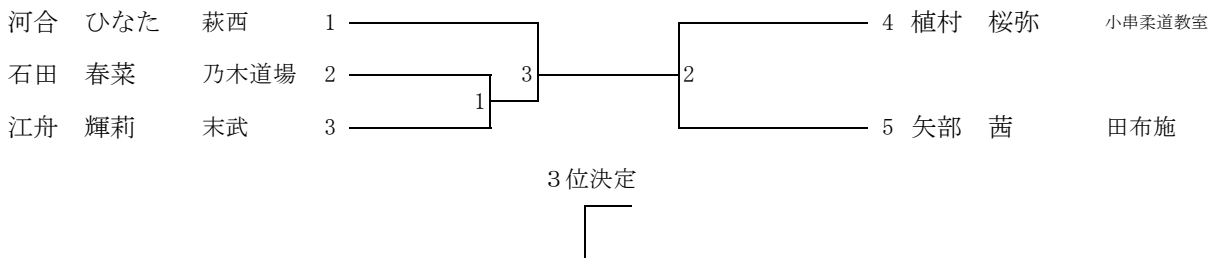 河合　ひなた　萩西　1　4　植村　桜弥　小串柔道教室
石田　春菜　乃木道場　2　3　2
1
江舟　輝莉　末武　3　5　矢部　茜　田布施
３位決定